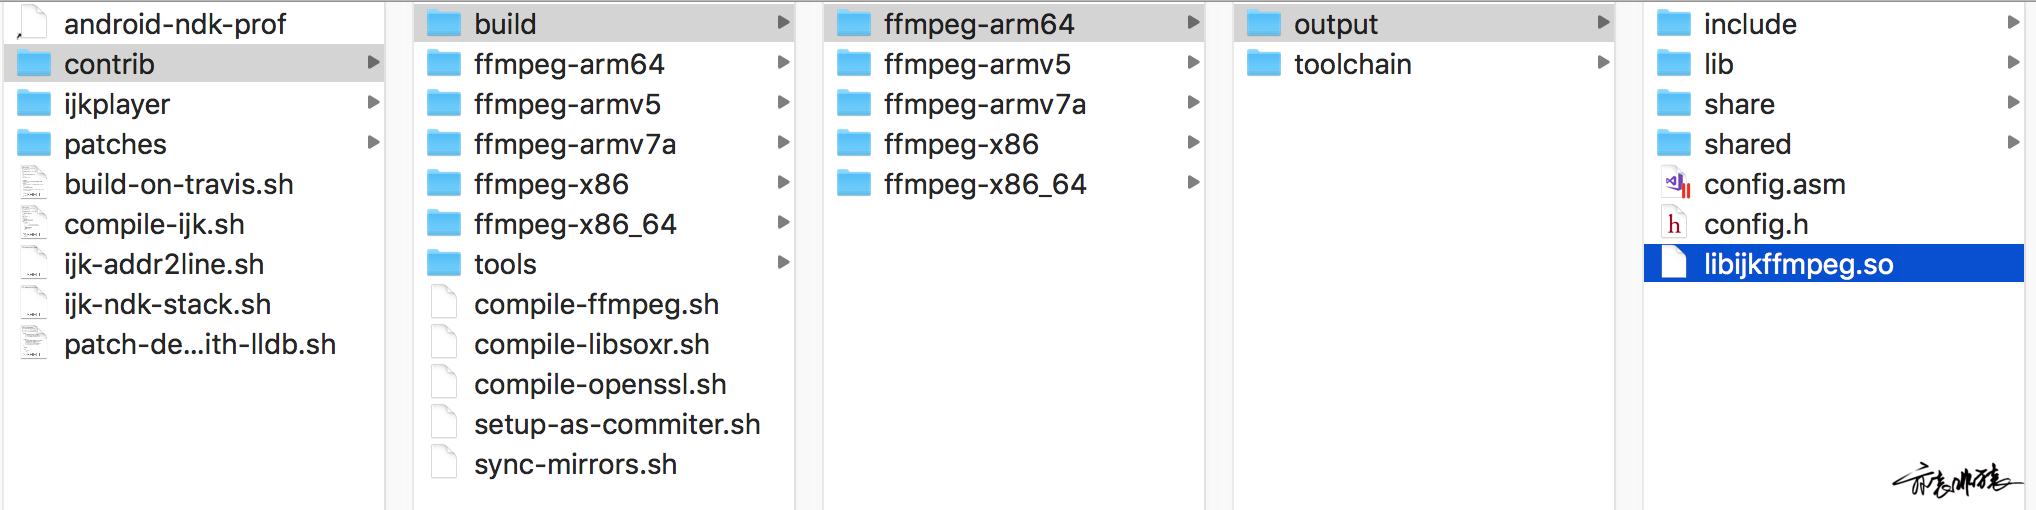 android-ndk-prof
contrib
ijkplayer
patches
build-on-travis.sh
compile-ijk.sh
ijk-addr2line.sh
ijk-ndk-stack.sh
patch-de...ith-lldb.sh
build
ffmpeg-arm64
ffmpeg-armv5
ffmpeg-armv7a
ffmpeg-x86
ffmpeg-x86_64
tools
compile-ffmpeg.sh
compile-libsoxr.sh
compile-openssl.sh
setup-as-commiter.sh
sync-mirrors.sh
ffmpeg-arm64
ffmpeg-armv5
ffmpeg-armv7a
ffmpeg-x86
ffmpeg-x86_64
output
toolchain
include
lib
share
shared
config.asm
config.h
libijkffmpeg.so